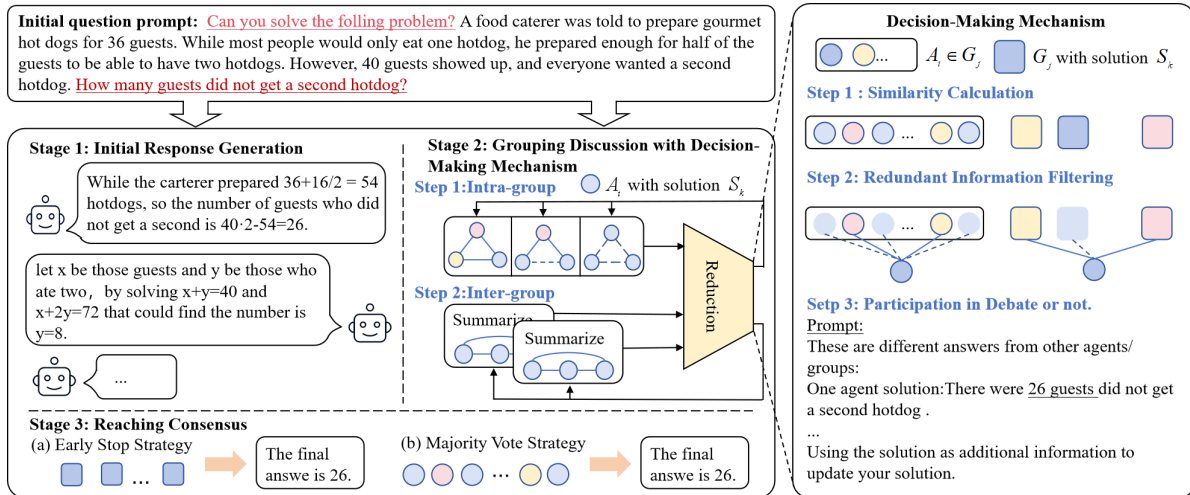 Initial question prompt: Can you solve the folling problem? A food caterer was told to prepare gourmet
hot dogs for 36 guests. While most people would only eat one hotdog, he prepared enough for half of the
guests to be able to have two hotdogs. However, 40 guests showed up, and everyone wanted a second
hotdog. How many guests did not get a second hotdog?
Stage 1: Initial Response Generation
While the carterer prepared 36+16/2 = 54
hotdogs, so the number of guests who did
not get a second is 40·2-54=26.
let x be those guests and y be those who
ate two, by solving x+y=40 and
x+2y=72 that could find the number is
y=8.
...
Stage 2: Grouping Discussion with Decision-
Making Mechanism
Step 1:Intra-group
A_i with solution S_k
Reduction
Step 2:Inter-group
Summarize
Summarize
Stage 3: Reaching Consensus
(a) Early Stop Strategy
...
The final
answe is 26.
(b) Majority Vote Strategy
...
The final
answe is 26.
Decision-Making Mechanism
... A_i ∈ G_j
G_j with solution S_k
Step 1 : Similarity Calculation
...
Step 2: Redundant Information Filtering
...
Setp 3: Participation in Debate or not.
Prompt:
These are different answers from other agents/
groups:
One agent solution:There were 26 guests did not get
a second hotdog .
...
Using the solution as additional information to
update your solution.